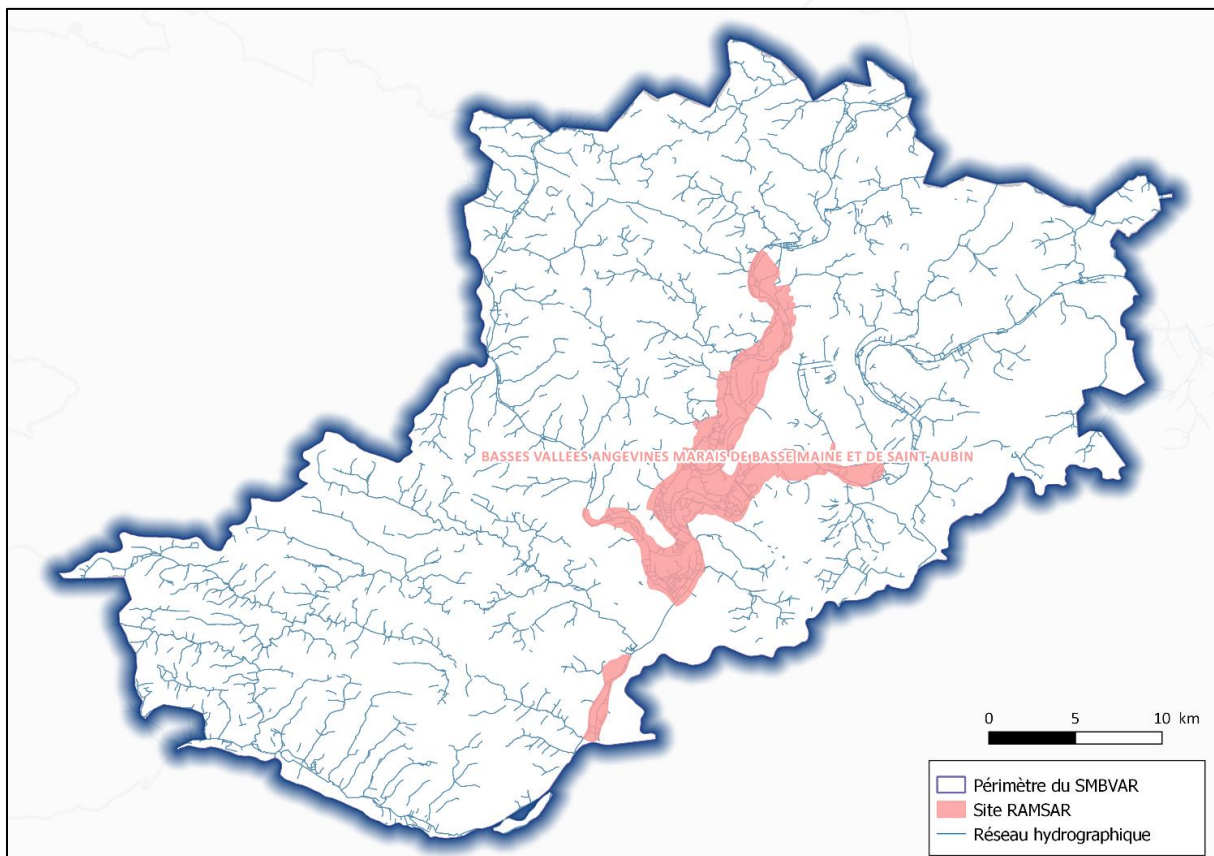 BASSES VALLEES ANGEVINES MARAIS DE BASSE MAINE ET DE SAINT AUBIN
0 5 10 km
Périmètre du SMBVAR
Site RAMSAR
Réseau hydrographique